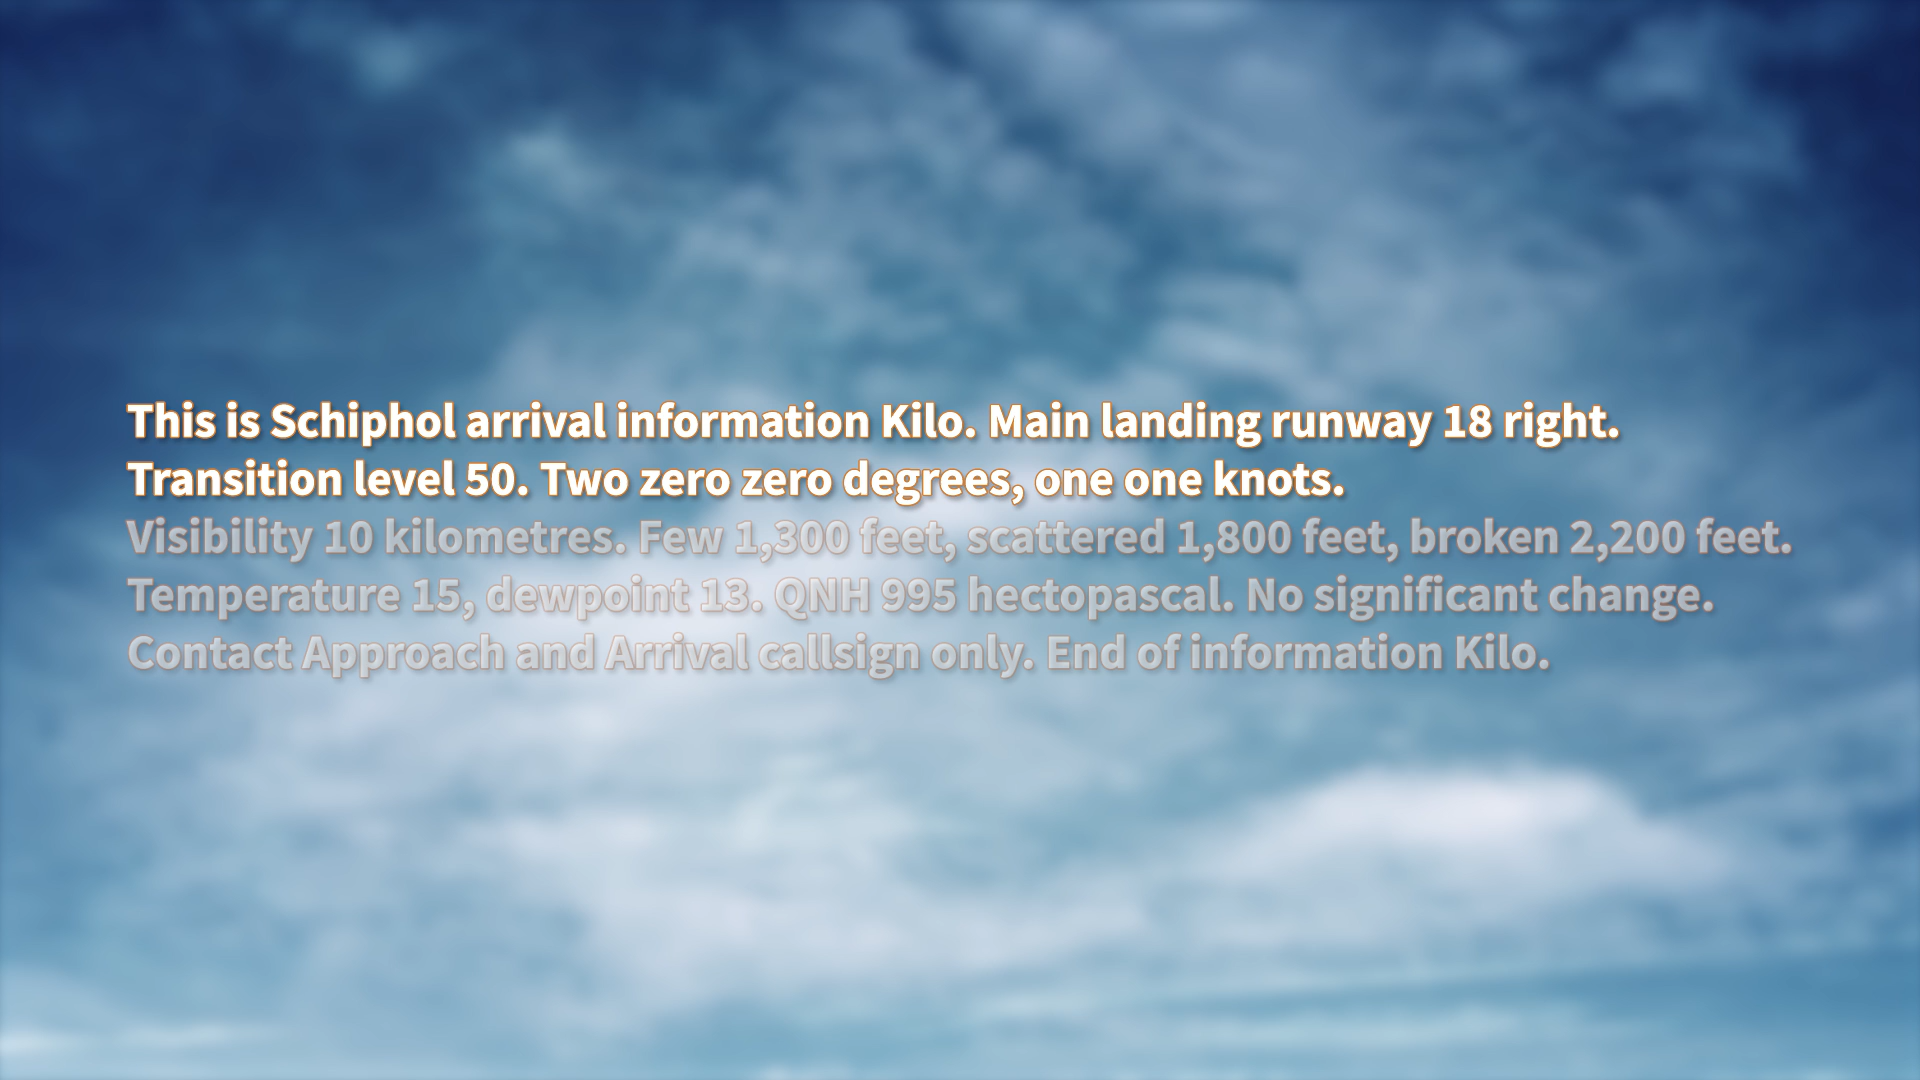 This is Schiphol arrival information Kilo. Main landing runway 18 right.
Transition level 50. Two zero zero degrees, one one knots.
Visibility 10 kilometres. Few 1,300 feet, scattered 1,800 feet, broken 2,200 feet.
Temperature 15, dewpoint 13. QNH 995 hectopascal. No significant change.
Contact Approach and Arrival callsign only. End of information Kilo.